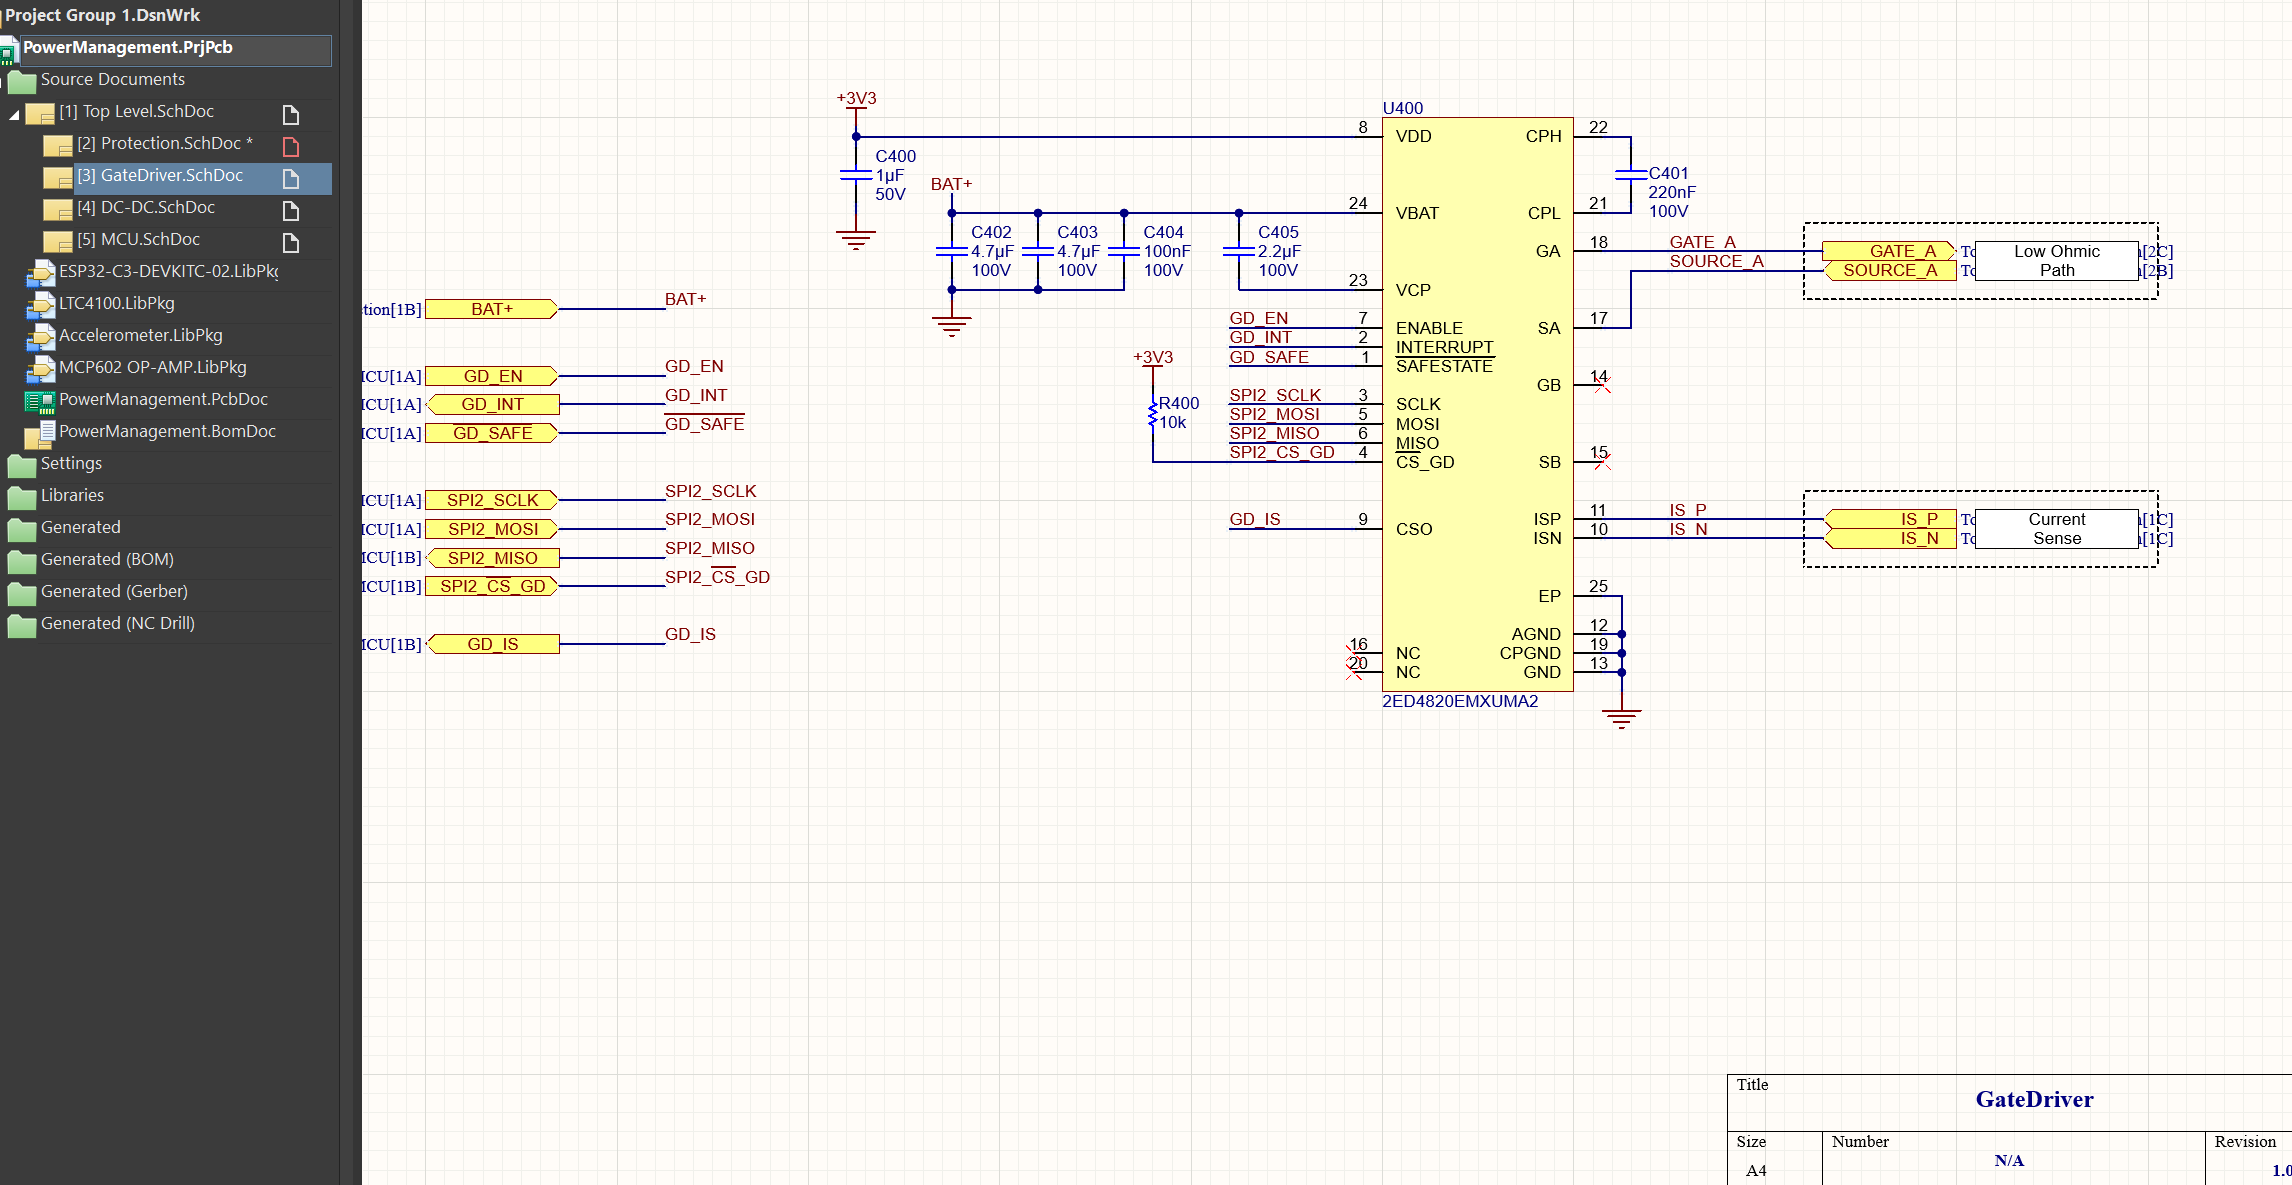 Project Group 1.DsnWrk
PowerManagement.PrjPcb
Source Documents
[1] Top Level.SchDoc
[2] Protection.SchDoc *
[3] GateDriver.SchDoc
[4] DC-DC.SchDoc
[5] MCU.SchDoc
ESP32-C3-DEVKITC-02.LibPkg
LTC4100.LibPkg
Accelerometer.LibPkg
MCP602 OP-AMP.LibPkg
PowerManagement.PcbDoc
PowerManagement.BomDoc
Settings
Libraries
Generated
Generated (BOM)
Generated (Gerber)
Generated (NC Drill)
tion[1B] BAT+ BAT+
MCU[1A] GD_EN GD_EN
MCU[1A] GD_INT GD_INT
MCU[1A] GD_SAFE GD_SAFE
MCU[1A] SPI2_SCLK SPI2_SCLK
MCU[1A] SPI2_MOSI SPI2_MOSI
MCU[1B] SPI2_MISO SPI2_MISO
MCU[1B] SPI2_CS_GD SPI2_CS_GD
MCU[1B] GD_IS GD_IS
+3V3
C400
1µF
50V
BAT+
C402
4.7µF
100V
C403
4.7µF
100V
C404
100nF
100V
C405
2.2µF
100V
+3V3
R400
10k
GD_EN
GD_INT
GD_SAFE
SPI2_SCLK
SPI2_MOSI
SPI2_MISO
SPI2_CS_GD
GD_IS
U400
8 VDD
24 VBAT
23 VCP
7 ENABLE
2 INTERRUPT
1 SAFESTATE
3 SCLK
5 MOSI
6 MISO
4 CS_GD
9 CSO
16 NC
20 NC
CPH 22
CPL 21
GA 18
SA 17
GB 14
SB 15
ISP 11
ISN 10
EP 25
AGND 12
CPGND 19
GND 13
2ED4820EMXUMA2
C401
220nF
100V
GATE_A
SOURCE_A
GATE_A
SOURCE_A
Low Ohmic
Path
[2C]
[2B]
IS_P
IS_N
IS_P
IS_N
Current
Sense
[1C]
[1C]
Title
GateDriver
Size
A4
Number
N/A
Revision
1.0